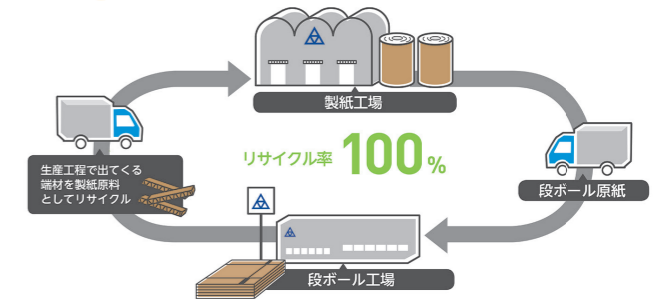 製紙工場
リサイクル率 100%
生産工程で出てくる
端材を製紙原料
としてリサイクル
段ボール原紙
段ボール工場